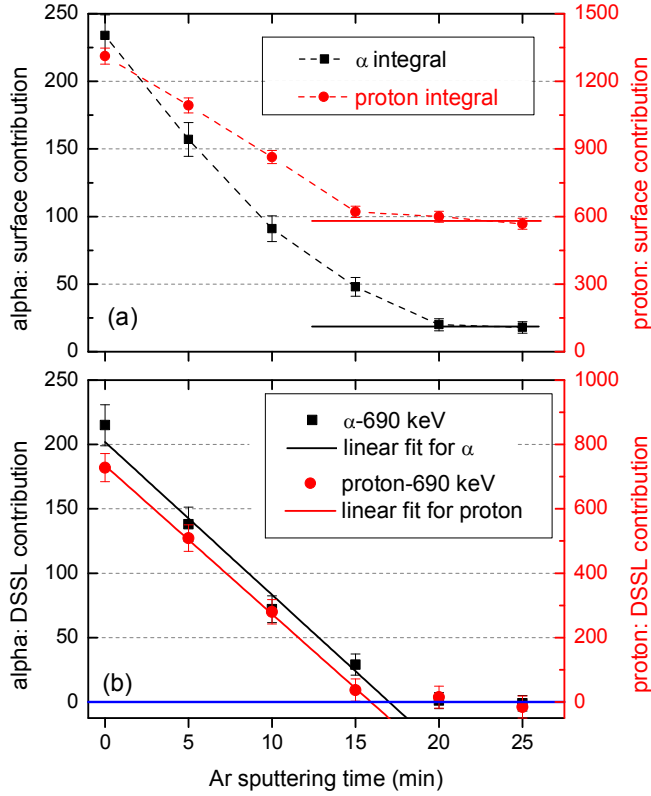 250
200
150
100
50
0
alpha: surface contribution
1500
1200
900
600
300
0
proton: surface contribution
α integral
proton integral
(a)
250
200
150
100
50
0
alpha: DSSL contribution
1000
800
600
400
200
0
proton: DSSL contribution
α-690 keV
linear fit for α
proton-690 keV
linear fit for proton
(b)
0 5 10 15 20 25
Ar sputtering time (min)